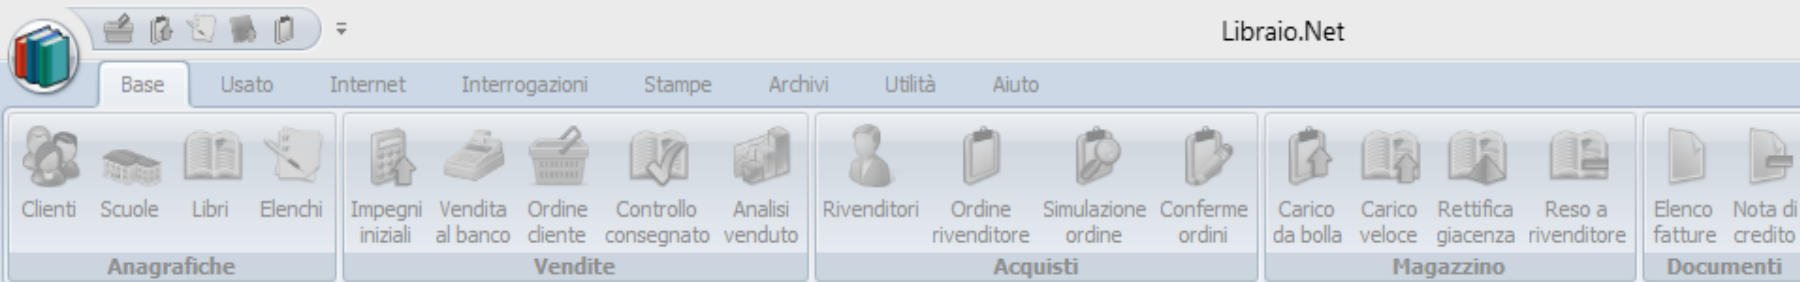 Libraio.Net
Base Usato Internet Interrogazioni Stampe Archivi Utilità Aiuto
Clienti Scuole Libri Elenchi Impegni Vendita Ordine Controllo Analisi Rivenditori Ordine Simulazione Conferme Carico Carico Rettifica Reso a Elenco Nota di
iniziali al banco cliente consegnato venduto rivenditore ordine ordini da bolla veloce giacenza rivenditore fatture credito
Anagrafiche Vendite Acquisti Magazzino Documenti